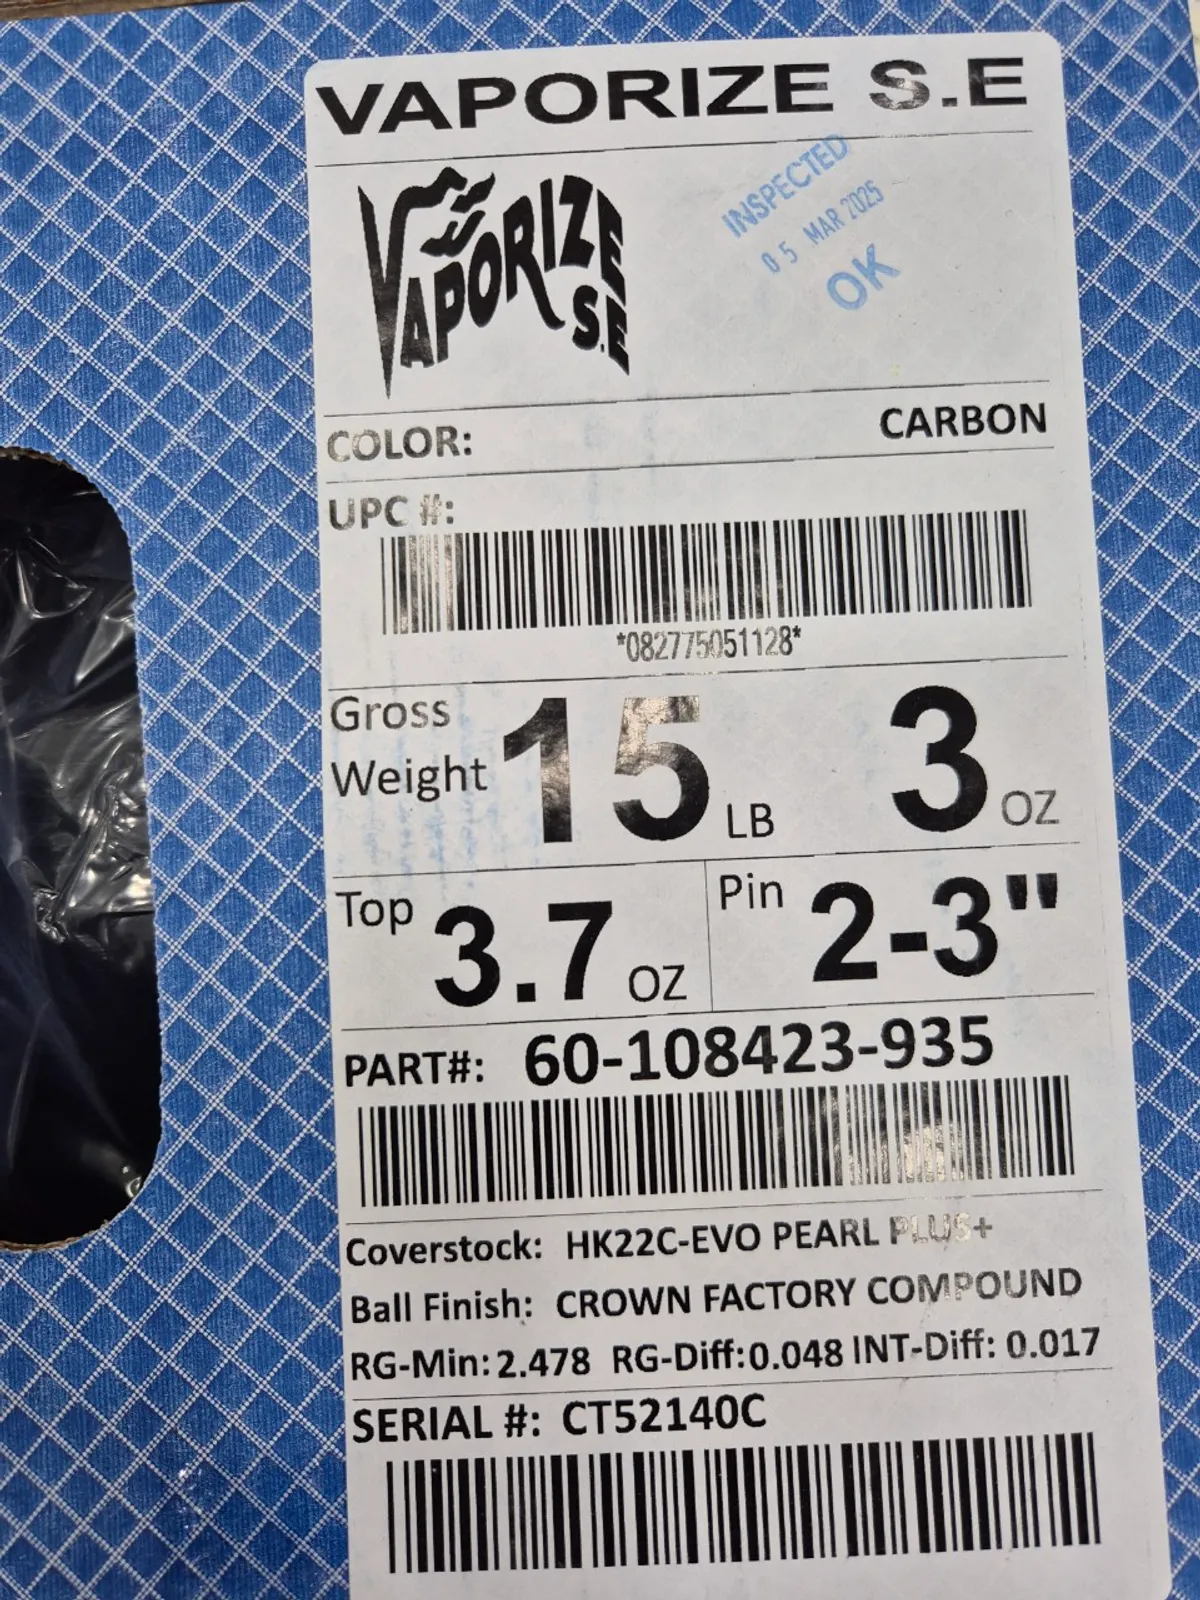 VAPORIZE S.E
VAPORIZE
S.E
INSPECTED
05 MAR 2025
OK
COLOR: CARBON
UPC #:
*082775051128*
Gross Weight 15 LB 3 OZ
Top 3.7 OZ Pin 2-3"
PART#: 60-108423-935
Coverstock: HK22C-EVO PEARL PLUS+
Ball Finish: CROWN FACTORY COMPOUND
RG-Min: 2.478 RG-Diff: 0.048 INT-Diff: 0.017
SERIAL #: CT52140C